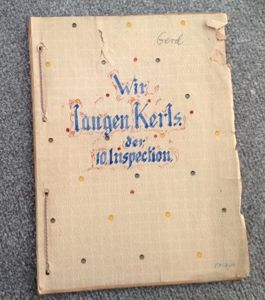 Gerd
Wir
langen Kerls
der
10. Inspection.